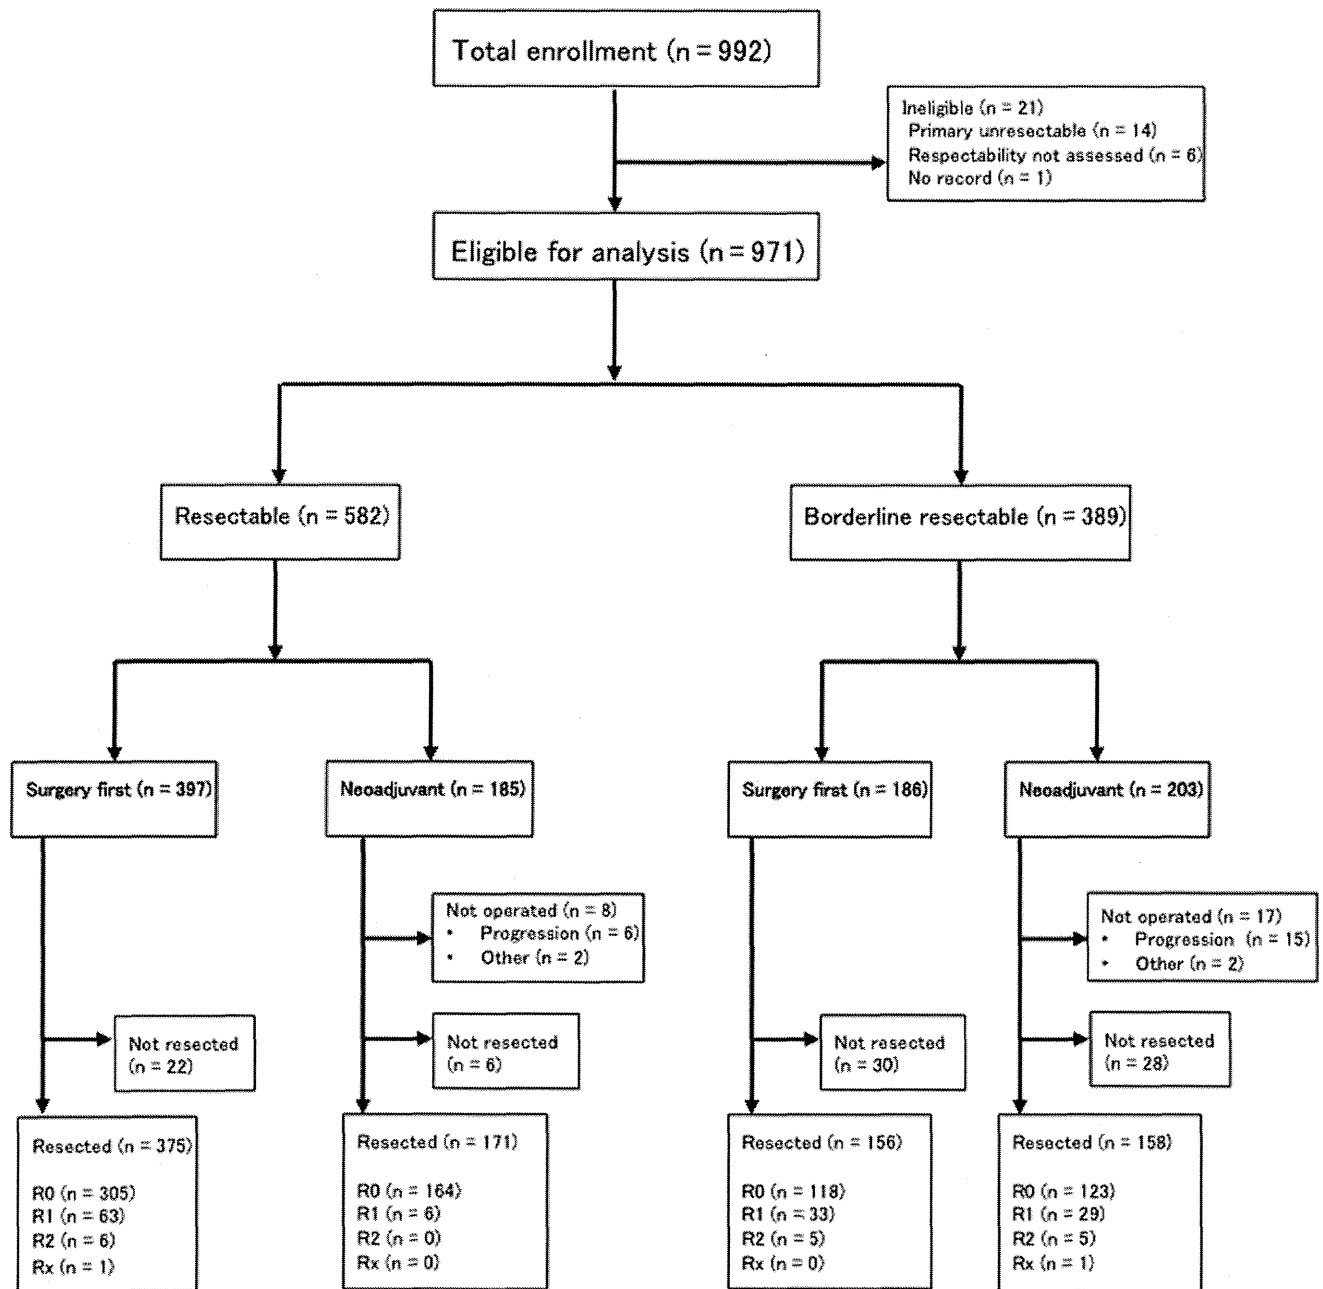 Total enrollment (n = 992)
Ineligible (n = 21)
Primary unresectable (n = 14)
Respectability not assessed (n = 6)
No record (n = 1)
Eligible for analysis (n = 971)
Resectable (n = 582)
Borderline resectable (n = 389)
Surgery first (n = 397)
Neoadjuvant (n = 185)
Surgery first (n = 186)
Neoadjuvant (n = 203)
Not operated (n = 8)
• Progression (n = 6)
• Other (n = 2)
Not operated (n = 17)
• Progression (n = 15)
• Other (n = 2)
Not resected
(n = 22)
Not resected
(n = 6)
Not resected
(n = 30)
Not resected
(n = 28)
Resected (n = 375)
R0 (n = 305)
R1 (n = 63)
R2 (n = 6)
Rx (n = 1)
Resected (n = 171)
R0 (n = 164)
R1 (n = 6)
R2 (n = 0)
Rx (n = 0)
Resected (n = 156)
R0 (n = 118)
R1 (n = 33)
R2 (n = 5)
Rx (n = 0)
Resected (n = 158)
R0 (n = 123)
R1 (n = 29)
R2 (n = 5)
Rx (n = 1)